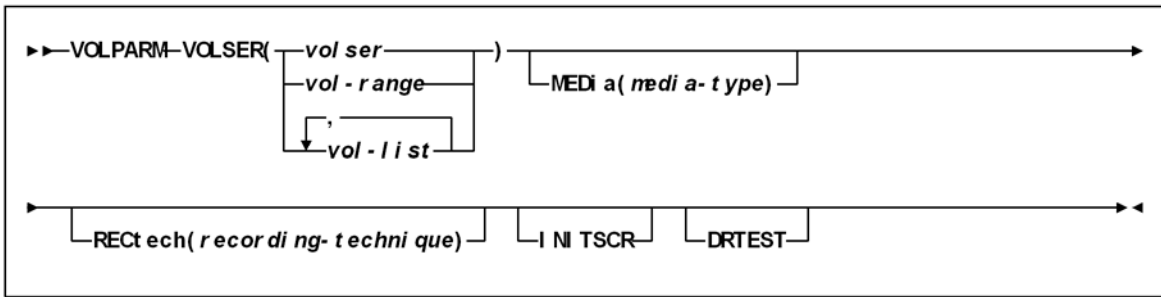 VOLPARM VOLSER( volser )
vol-range MEDia(media-type)
,
vol-list
RECtech(recording-technique) INITSCR DRTEST